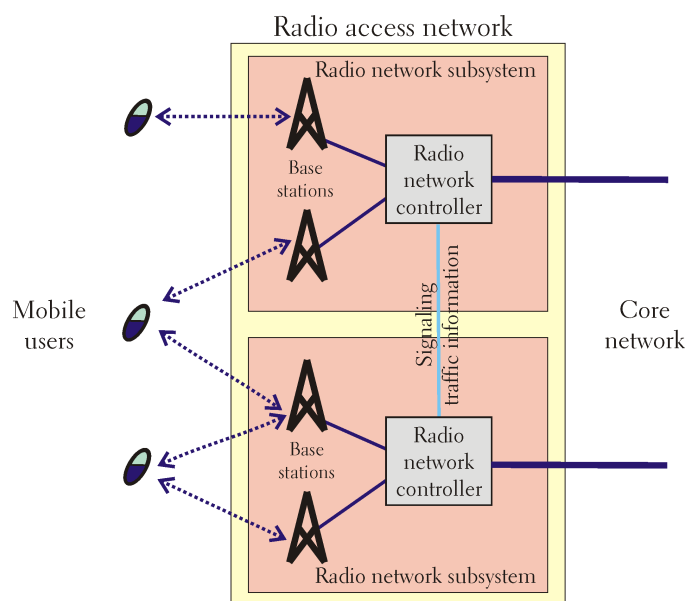 Radio access network
Radio network subsystem
Radio
network
controller
Base
stations
Signaling
traffic information
Mobile
users
Core
network
Radio
network
controller
Base
stations
Radio network subsystem